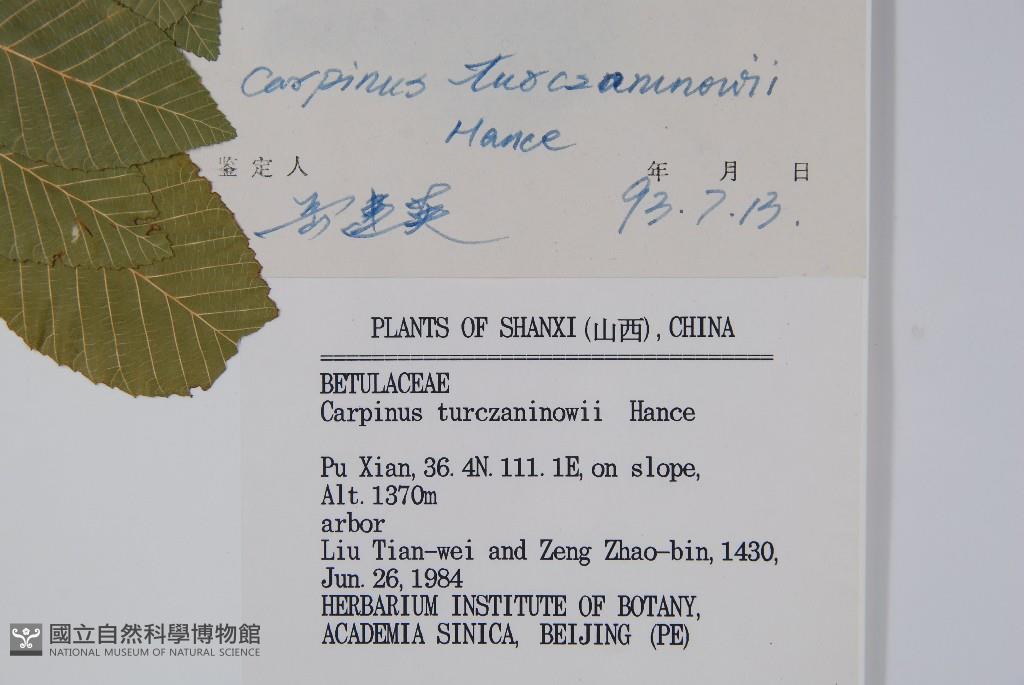 Carpinus turczaninowii
Hance
鉴定人 年 月 日
93.7.13.
PLANTS OF SHANXI (山西), CHINA
BETULACEAE
Carpinus turczaninowii Hance
Pu Xian, 36. 4N. 111. 1E, on slope,
Alt. 1370m
arbor
Liu Tian-wei and Zeng Zhao-bin, 1430,
Jun. 26, 1984
HERBARIUM INSTITUTE OF BOTANY,
ACADEMIA SINICA, BEIJING (PE)
國立自然科學博物館
NATIONAL MUSEUM OF NATURAL SCIENCE